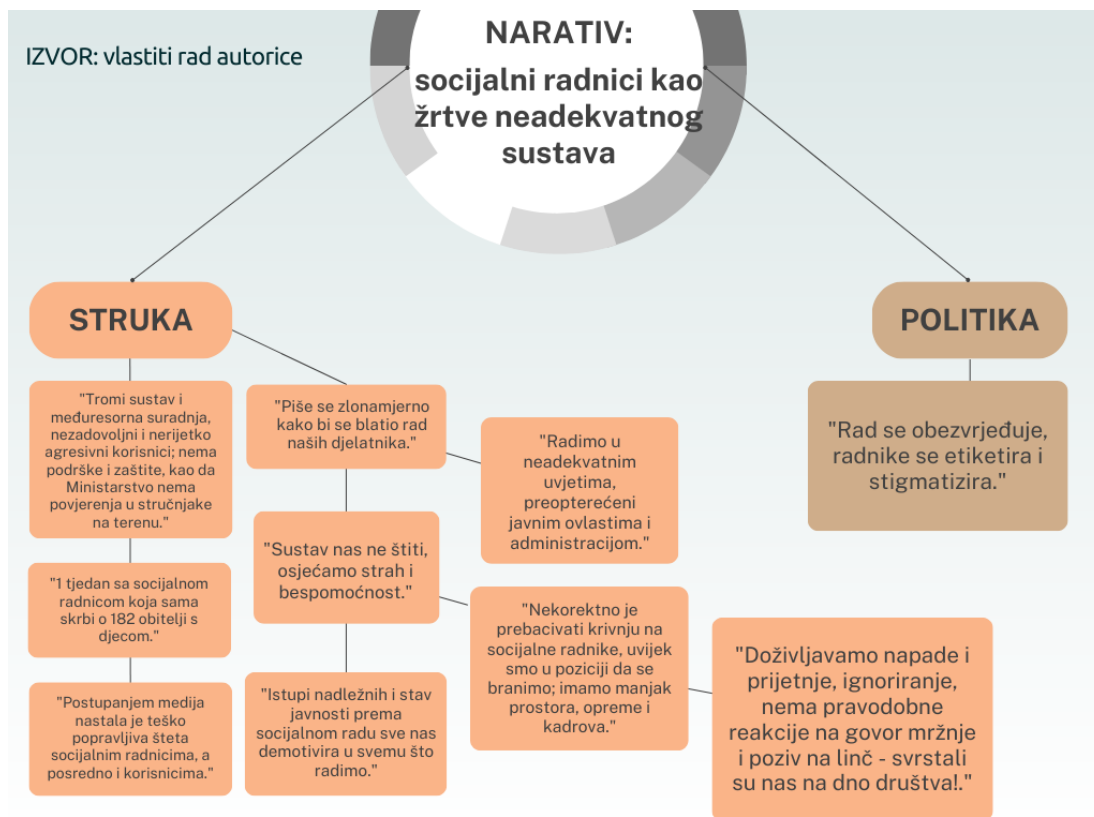 IZVOR: vlastiti rad autorice
NARATIV:
socijalni radnici kao
žrtve neadekvatnog
sustava
STRUKA
POLITIKA
"Tromi sustav i
međuresorna suradnja,
nezadovoljni i nerijetko
agresivni korisnici; nema
podrške i zaštite, kao da
Ministarstvo nema
povjerenja u stručnjake
na terenu."
"1 tjedan sa socijalnom
radnicom koja sama
skrbi o 182 obitelji s
djecom."
"Postupanjem medija
nastala je teško
popravljiva šteta
socijalnim radnicima, a
posredno i korisnicima."
"Piše se zlonamjerno
kako bi se blatio rad
naših djelatnika."
"Sustav nas ne štiti,
osjećamo strah i
bespomoćnost."
"Istupi nadležnih i stav
javnosti prema
socijalnom radu sve nas
demotivira u svemu što
radimo."
"Radimo u
neadekvatnim
uvjetima,
preopterećeni
javnim ovlastima i
administracijom."
"Nekorektno je
prebacivati krivnju na
socijalne radnike, uvijek
smo u poziciji da se
branimo; imamo manjak
prostora, opreme i
kadrova."
"Doživljavamo napade i
prijetnje, ignoriranje,
nema pravodobne
reakcije na govor mržnje
i poziv na linč - svrstali
su nas na dno društva!."
"Rad se obezvrjeđuje,
radnike se etiketira i
stigmatizira."